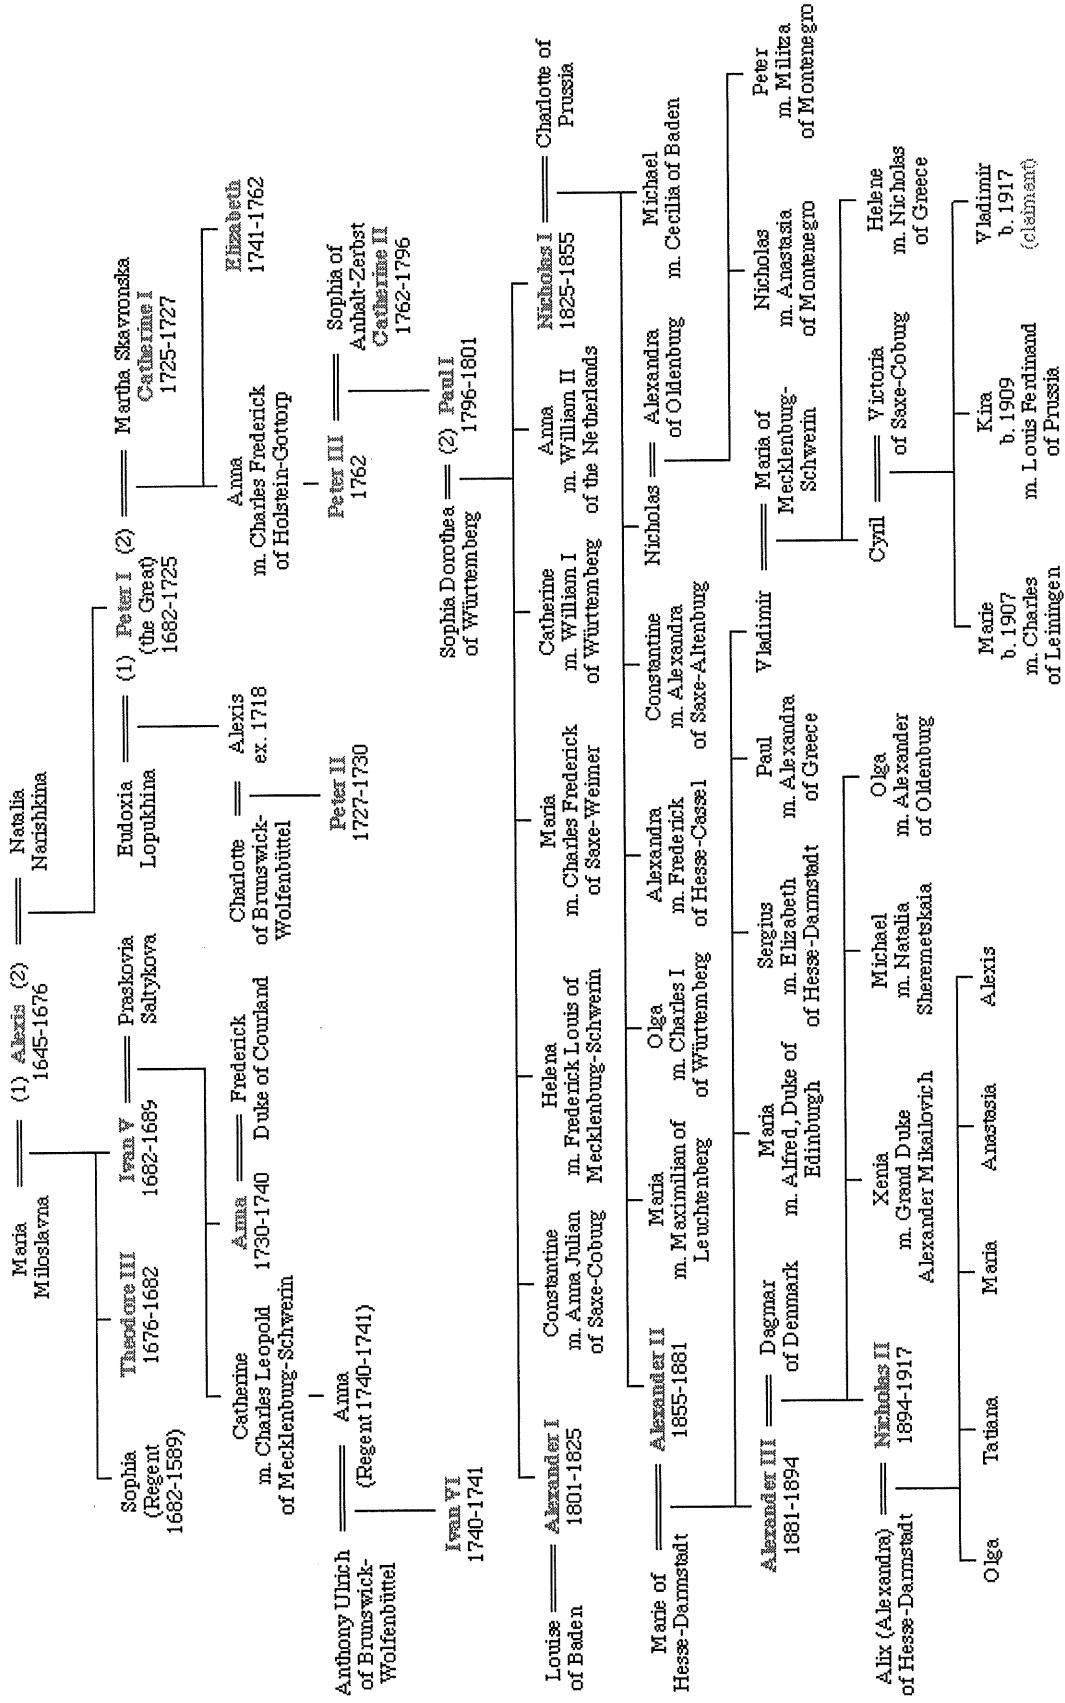 Maria
Miloslavna
(1) Alexis (2)
1645-1676
Natalia
Narishkina
Sophia
(Regent
1682-1589)
Theodore III
1676-1682
Ivan V
1682-1689
Praskovia
Saltykova
Eudoxia
Lopukhina
(1) Peter I (2)
(the Great)
1682-1725
Martha Skavronska
Catherine I
1725-1727
Catherine
m. Charles Leopold
of Mecklenburg-Schwerin
Anna
1730-1740
Frederick
Duke of Courland
Charlotte
of Brunswick-
Wolfenbüttel
Alexis
ex. 1718
Anna
m. Charles Frederick
of Holstein-Gottorp
Elizabeth
1741-1762
Anthony Ulrich
of Brunswick-
Wolfenbüttel
Anna
(Regent 1740-1741)
Peter II
1727-1730
Peter III
1762
Sophia of
Anhalt-Zerbst
Catherine II
1762-1796
Ivan VI
1740-1741
Sophia Dorothea
of Württemberg
(2) Paul I
1796-1801
Louise
of Baden
Alexander I
1801-1825
Constantine
m. Anna Julian
of Saxe-Coburg
Helena
m. Frederick Louis of
Mecklenburg-Schwerin
Maria
m. Charles Frederick
of Saxe-Weimer
Catherine
m. William I
of Württemberg
Anna
m. William II
of the Netherlands
Nicholas I
1825-1855
Charlotte of
Prussia
Marie of
Hesse-Darmstadt
Alexander II
1855-1881
Maria
m. Maximilian of
Leuchtenberg
Olga
m. Charles I
of Württemberg
Alexandra
m. Frederick
of Hesse-Cassel
Constantine
m. Alexandra
of Saxe-Altenburg
Nicholas
Alexandra
of Oldenburg
Michael
m. Cecilia of Baden
Alexander III
1881-1894
Dagmar
of Denmark
Maria
m. Alfred, Duke of
Edinburgh
Sergius
m. Elizabeth
of Hesse-Darmstadt
Paul
m. Alexandra
of Greece
Vladimir
Maria of
Mecklenburg-
Schwerin
Nicholas
m. Anastasia
of Montenegro
Peter
m. Militza
of Montenegro
Alix (Alexandra)
of Hesse-Darmstadt
Nicholas II
1894-1917
Xenia
m. Grand Duke
Alexander Mikailovich
Michael
m. Natalia
Sheremetskaia
Olga
m. Alexander
of Oldenburg
Cyril
Victoria
of Saxe-Coburg
Helene
m. Nicholas
of Greece
Olga
Tatiana
Maria
Anastasia
Alexis
Marie
b. 1907
m. Charles
of Leiningen
Kira
b. 1909
m. Louis Ferdinand
of Prussia
Vladimir
b. 1917
(claimant)